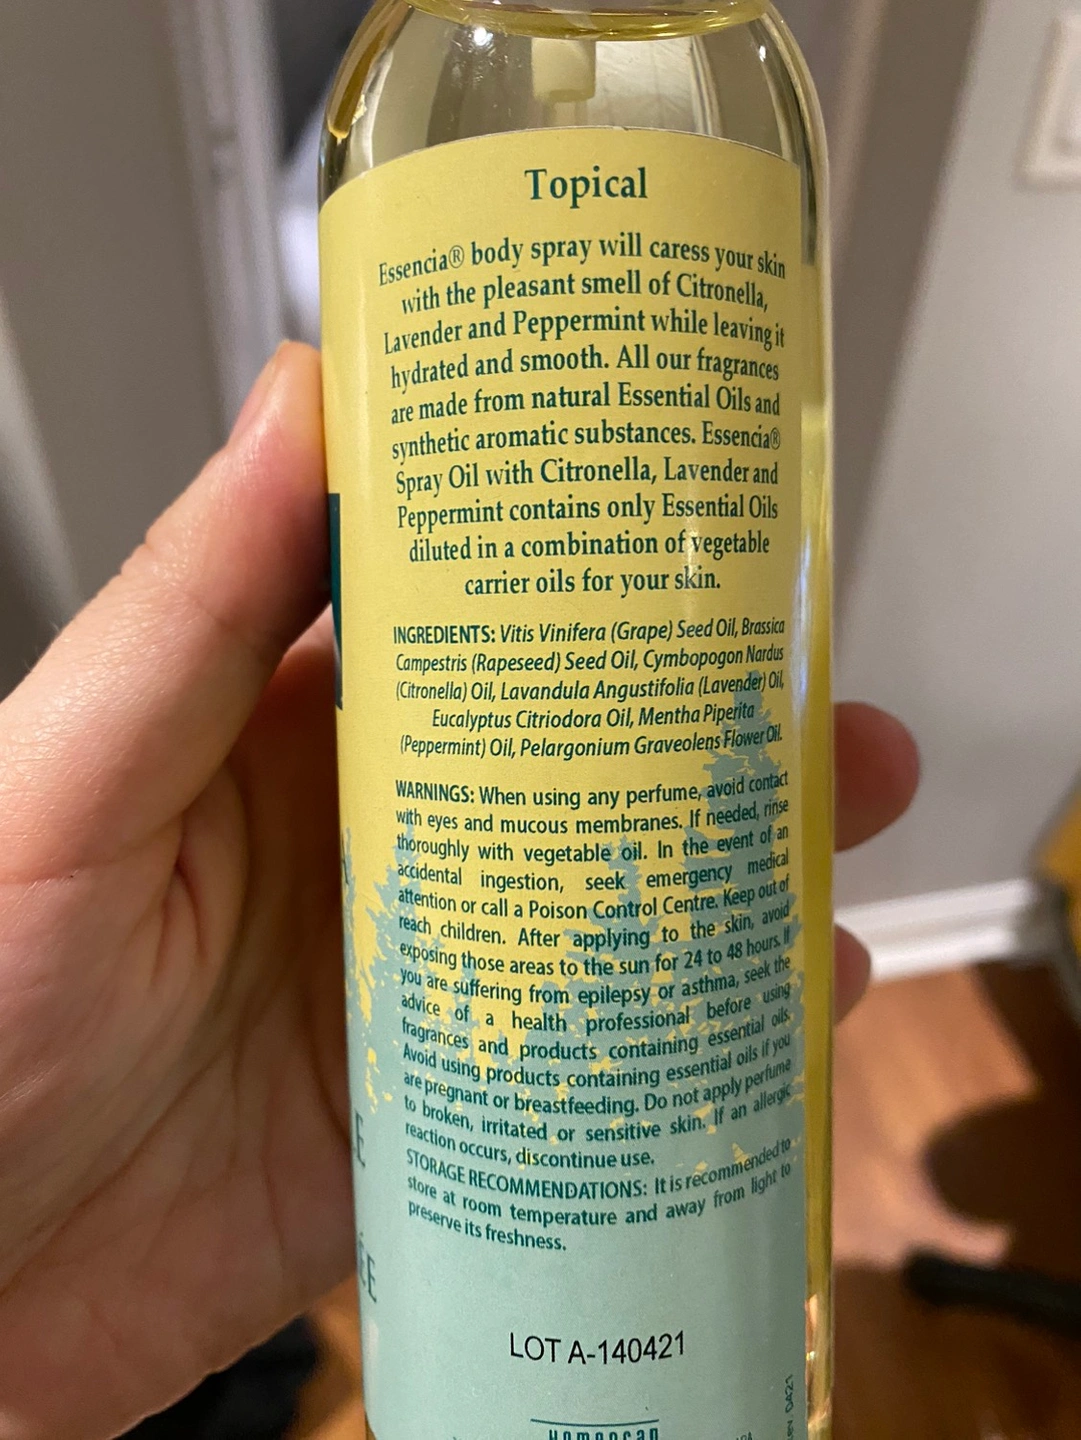 Topical
Essencia® body spray will caress your skin
with the pleasant smell of Citronella,
Lavender and Peppermint while leaving it
hydrated and smooth. All our fragrances
are made from natural Essential Oils and
synthetic aromatic substances. Essencia®
Spray Oil with Citronella, Lavender and
Peppermint contains only Essential Oils
diluted in a combination of vegetable
carrier oils for your skin.
INGREDIENTS: Vitis Vinifera (Grape) Seed Oil, Brassica
Campestris (Rapeseed) Seed Oil, Cymbopogon Nardus
(Citronella) Oil, Lavandula Angustifolia (Lavender) Oil,
Eucalyptus Citriodora Oil, Mentha Piperita
(Peppermint) Oil, Pelargonium Graveolens Flower Oil.
WARNINGS: When using any perfume, avoid contact
with eyes and mucous membranes. If needed, rinse
thoroughly with vegetable oil. In the event of an
accidental ingestion, seek emergency medical
attention or call a Poison Control Centre. Keep out of
reach children. After applying to the skin, avoid
exposing those areas to the sun for 24 to 48 hours. If
you are suffering from epilepsy or asthma, seek the
advice of a health professional before using
fragrances and products containing essential oils.
Avoid using products containing essential oils if you
are pregnant or breastfeeding. Do not apply perfume
to broken, irritated or sensitive skin. If an allergic
reaction occurs, discontinue use.
STORAGE RECOMMENDATIONS: It is recommended to
store at room temperature and away from light to
preserve its freshness.
LOT A-140421